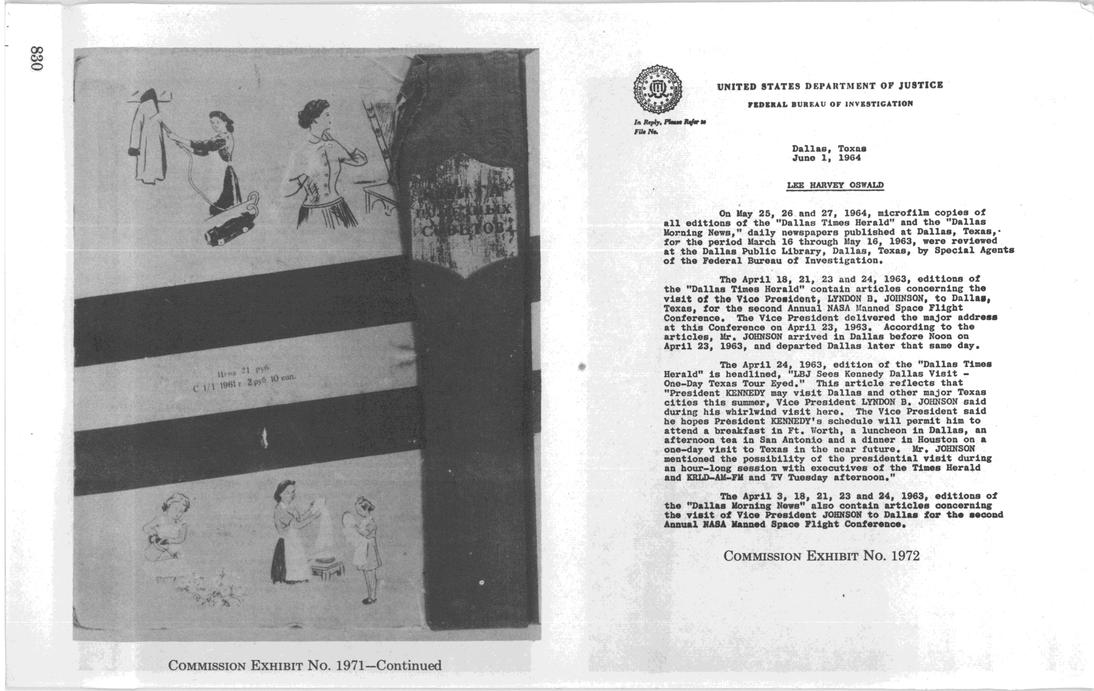 830
Цена 21 руб
С 1/1 1961 г. 2 руб 10 коп.
COMMISSION EXHIBIT No. 1971—Continued
UNITED STATES DEPARTMENT OF JUSTICE
FEDERAL BUREAU OF INVESTIGATION
In Reply, Please Refer to
File No.
Dallas, Texas
June 1, 1964
LEE HARVEY OSWALD
On May 25, 26 and 27, 1964, microfilm copies of
all editions of the "Dallas Times Herald" and the "Dallas
Morning News," daily newspapers published at Dallas, Texas,
for the period March 16 through May 16, 1963, were reviewed
at the Dallas Public Library, Dallas, Texas, by Special Agents
of the Federal Bureau of Investigation.
The April 18, 21, 23 and 24, 1963, editions of
the "Dallas Times Herald" contain articles concerning the
visit of the Vice President, LYNDON B. JOHNSON, to Dallas,
Texas, for the second Annual NASA Manned Space Flight
Conference. The Vice President delivered the major address
at this Conference on April 23, 1963. According to the
articles, Mr. JOHNSON arrived in Dallas before Noon on
April 23, 1963, and departed Dallas later that same day.
The April 24, 1963, edition of the "Dallas Times
Herald" is headlined, "LBJ Sees Kennedy Dallas Visit -
One-Day Texas Tour Eyed." This article reflects that
"President KENNEDY may visit Dallas and other major Texas
cities this summer, Vice President LYNDON B. JOHNSON said
during his whirlwind visit here. The Vice President said
he hopes President KENNEDY's schedule will permit him to
attend a breakfast in Ft. Worth, a luncheon in Dallas, an
afternoon tea in San Antonio and a dinner in Houston on a
one-day visit to Texas in the near future. Mr. JOHNSON
mentioned the possibility of the presidential visit during
an hour-long session with executives of the Times Herald
and KRLD-AM-FM and TV Tuesday afternoon."
The April 3, 18, 21, 23 and 24, 1963, editions of
the "Dallas Morning News" also contain articles concerning
the visit of Vice President JOHNSON to Dallas for the second
Annual NASA Manned Space Flight Conference.
COMMISSION EXHIBIT No. 1972